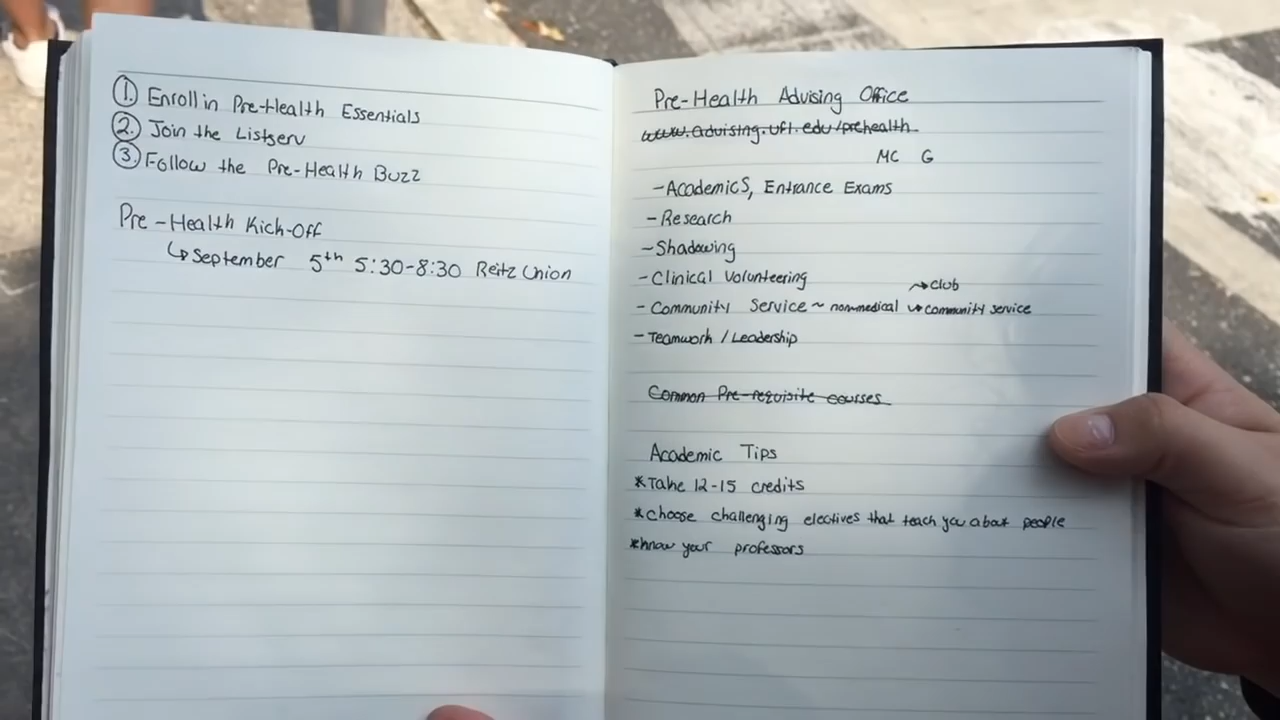 1. Enroll in Pre-Health Essentials
2. Join the Listserv
3. Follow the Pre-Health Buzz
Pre-Health Kick-Off
↳ September 5th 5:30-8:30 Reitz Union
Pre-Health Advising Office
www.advising.ufl.edu/prehealth
MC G
- Academics, Entrance Exams
- Research
- Shadowing
- Clinical Volunteering
→ club
- Community Service ~ nonmedical ↳ community service
- Teamwork / Leadership
Common Pre-requisite courses
Academic Tips
* Take 12-15 credits
* choose challenging electives that teach you about people
* know your professors